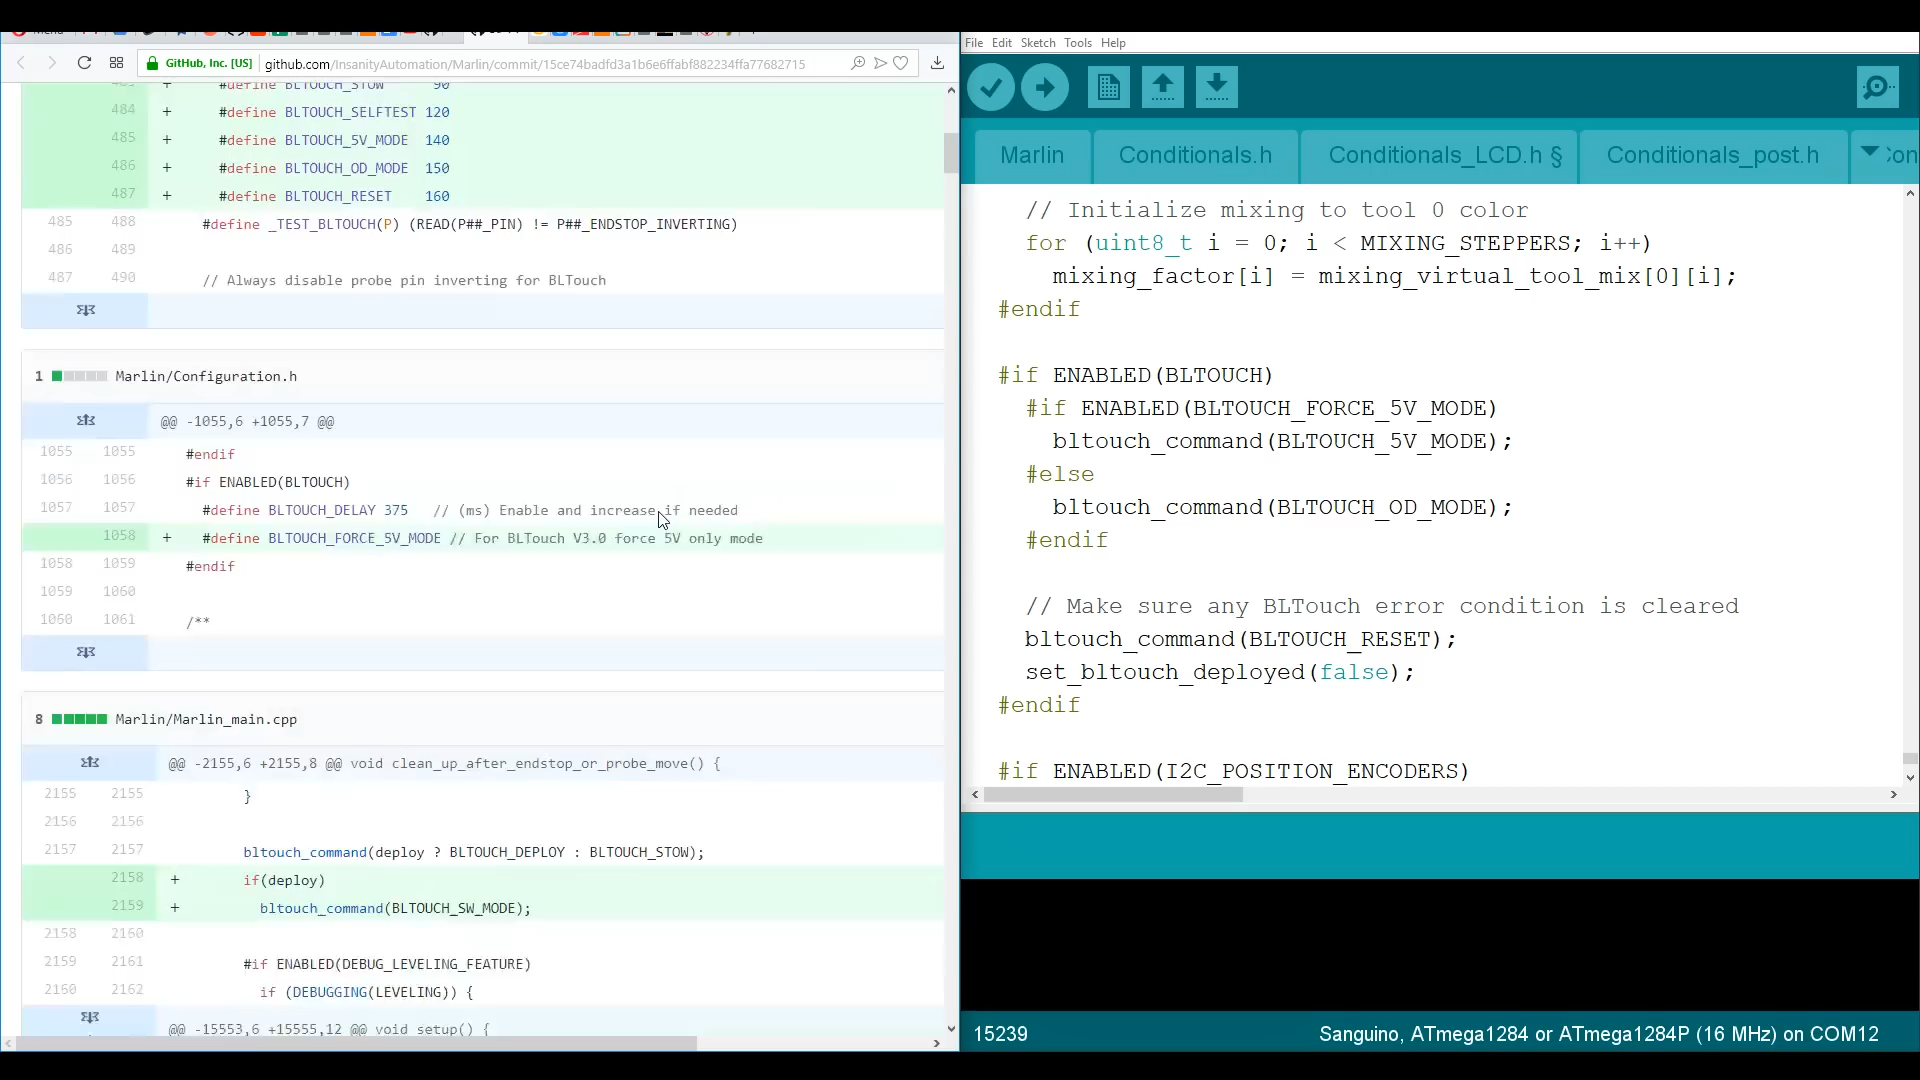 Menu
GitHub, Inc. [US]
github.com/InsanityAutomation/Marlin/commit/15ce74badfd3a1b6e6ffabf882234ffa77682715
485 + #define BLTOUCH_STOW 90
484 + #define BLTOUCH_SELFTEST 120
485 + #define BLTOUCH_5V_MODE 140
486 + #define BLTOUCH_OD_MODE 150
487 + #define BLTOUCH_RESET 160
485 488 #define _TEST_BLTOUCH(P) (READ(P##_PIN) != P##_ENDSTOP_INVERTING)
486 489
487 490 // Always disable probe pin inverting for BLTouch
1 Marlin/Configuration.h
@@ -1055,6 +1055,7 @@
1055 1055 #endif
1056 1056 #if ENABLED(BLTOUCH)
1057 1057 #define BLTOUCH_DELAY 375 // (ms) Enable and increase if needed
1058 + #define BLTOUCH_FORCE_5V_MODE // For BLTouch V3.0 force 5V only mode
1058 1059 #endif
1059 1060
1060 1061 /**
8 Marlin/Marlin_main.cpp
@@ -2155,6 +2155,8 @@ void clean_up_after_endstop_or_probe_move() {
2155 2155 }
2156 2156
2157 2157 bltouch_command(deploy ? BLTOUCH_DEPLOY : BLTOUCH_STOW);
2158 + if(deploy)
2159 + bltouch_command(BLTOUCH_SW_MODE);
2158 2160
2159 2161 #if ENABLED(DEBUG_LEVELING_FEATURE)
2160 2162 if (DEBUGGING(LEVELING)) {
@@ -15553,6 +15555,12 @@ void setup() {
File Edit Sketch Tools Help
Marlin Conditionals.h Conditionals_LCD.h § Conditionals_post.h
// Initialize mixing to tool 0 color
for (uint8_t i = 0; i < MIXING_STEPPERS; i++)
mixing_factor[i] = mixing_virtual_tool_mix[0][i];
#endif
#if ENABLED(BLTOUCH)
#if ENABLED(BLTOUCH_FORCE_5V_MODE)
bltouch_command(BLTOUCH_5V_MODE);
#else
bltouch_command(BLTOUCH_OD_MODE);
#endif
// Make sure any BLTouch error condition is cleared
bltouch_command(BLTOUCH_RESET);
set_bltouch_deployed(false);
#endif
#if ENABLED(I2C_POSITION_ENCODERS)
15239 Sanguino, ATmega1284 or ATmega1284P (16 MHz) on COM12